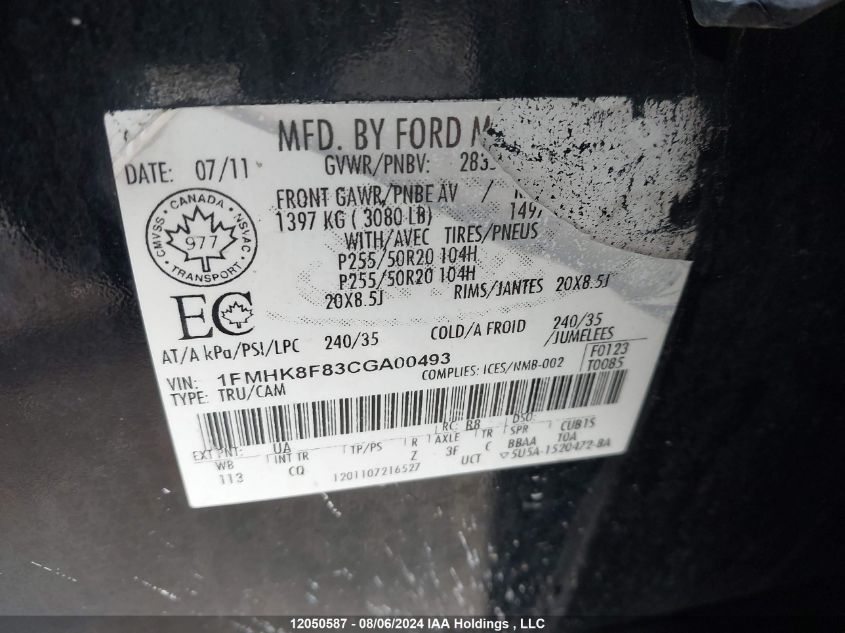 MFD. BY FORD
DATE: 07/11
GVWR/PNBV:
FRONT GAWR/PNBE AV /
1397 KG ( 3080 LB)
WITH/AVEC TIRES/PNEUS
P255/50R20 104H
P255/50R20 104H
20X8.5J RIMS/JANTES 20X8.5J
CMVSS · CANADA · NSVAC
977
TRANSPORT
EC
AT/A kPa/PSI/LPC 240/35 COLD/A FROID 240/35
/JUMELEES
VIN: 1FMHK8F83CGA00493
COMPLIES: ICES/NMB-002
F0123
T0085
TYPE: TRU/CAM
EXT PNT: UA RC: B8 DSO:
WB INT TR TP/PS R AXLE TR SPR CUB1S
113 CQ Z 3F C BBAA 10A
1201107216527 UCT ▽5U5A-1520472-BA
12050587 - 08/06/2024 IAA Holdings , LLC